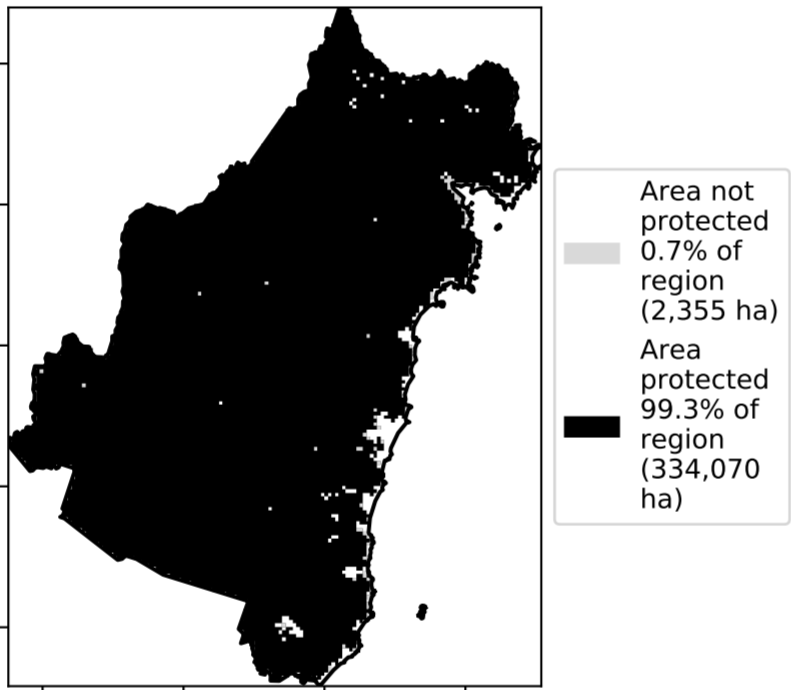 Area not
protected
0.7% of
region
(2,355 ha)
Area
protected
99.3% of
region
(334,070
ha)